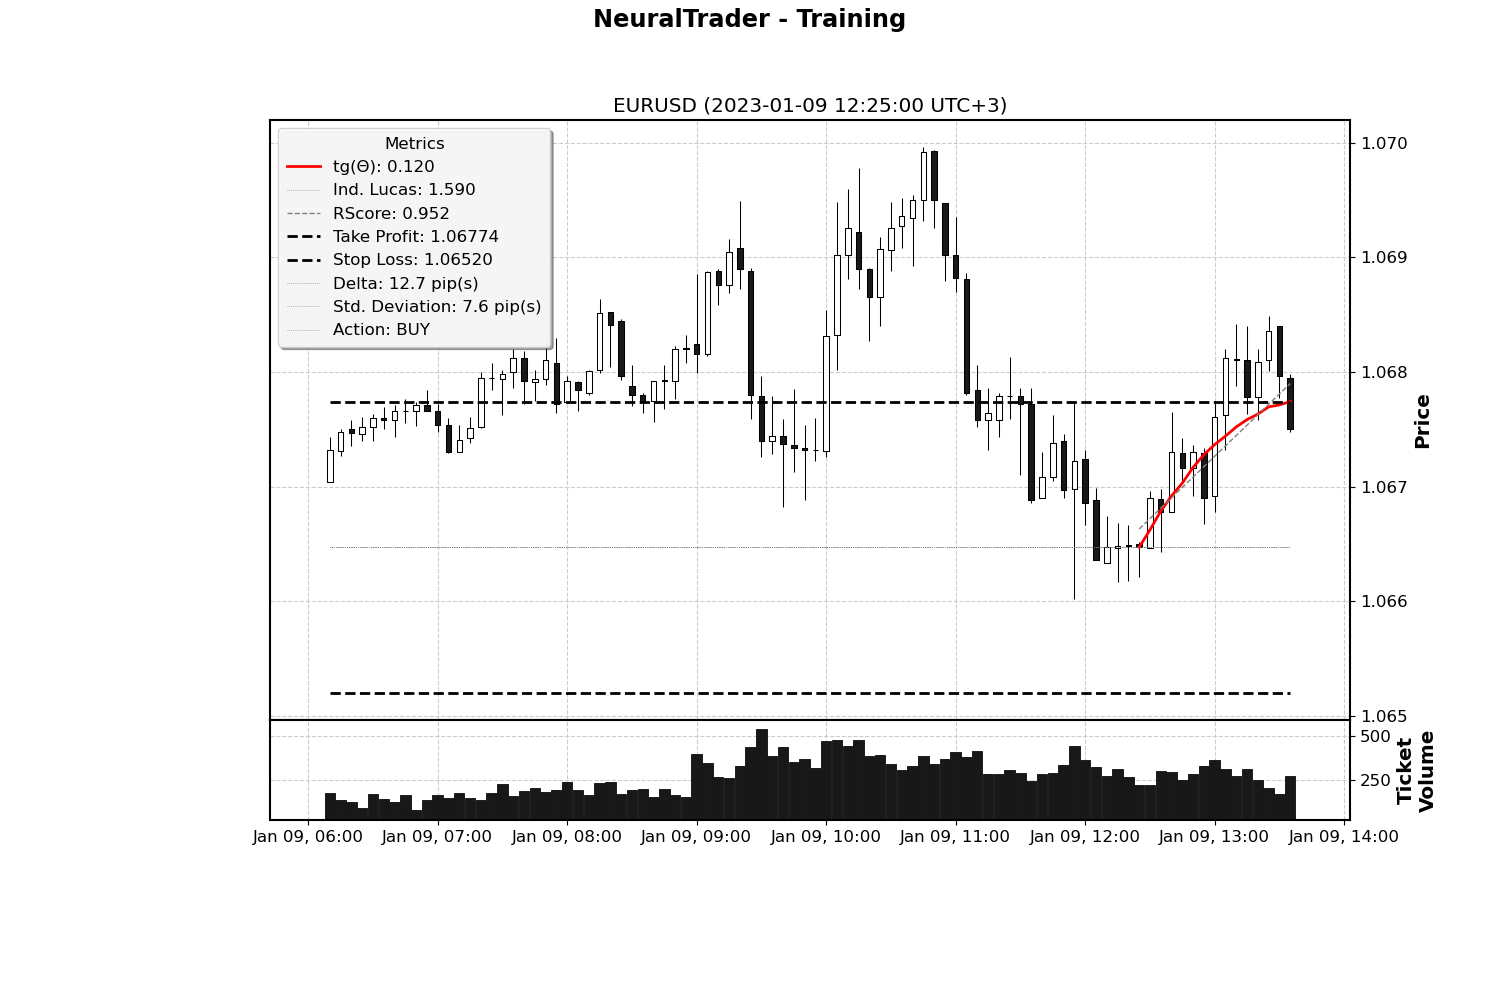 NeuralTrader - Training
EURUSD (2023-01-09 12:25:00 UTC+3)
Metrics
tg(Θ): 0.120
Ind. Lucas: 1.590
RScore: 0.952
Take Profit: 1.06774
Stop Loss: 1.06520
Delta: 12.7 pip(s)
Std. Deviation: 7.6 pip(s)
Action: BUY
1.070
1.069
1.068
1.067
1.066
1.065
Price
500
250
Ticket
Volume
Jan 09, 06:00
Jan 09, 07:00
Jan 09, 08:00
Jan 09, 09:00
Jan 09, 10:00
Jan 09, 11:00
Jan 09, 12:00
Jan 09, 13:00
Jan 09, 14:00